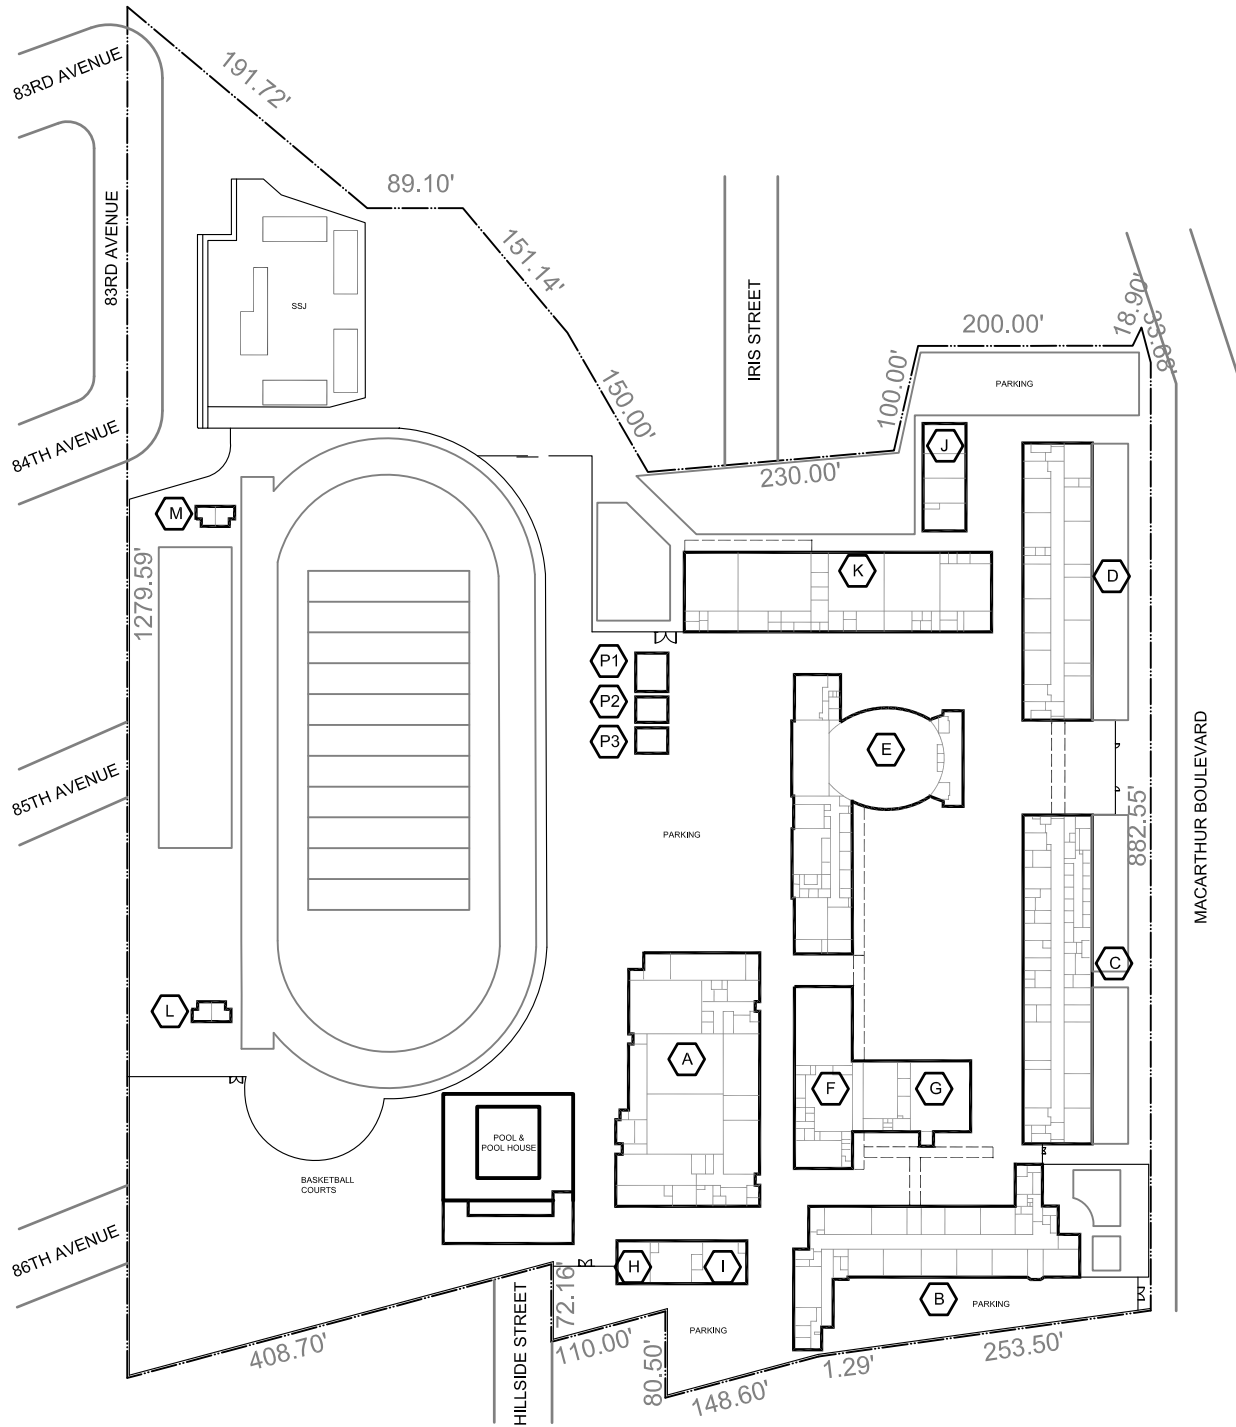 83RD AVENUE
191.72'
89.10'
83RD AVENUE
151.14'
SSJ
IRIS STREET
18.90'
33.68'
200.00'
PARKING
100.00'
150.00'
84TH AVENUE
J
230.00'
M
1279.59'
K
D
P1
P2
P3
E
MACARTHUR BOULEVARD
85TH AVENUE
PARKING
882.55'
C
L
A
F
G
POOL &
POOL HOUSE
BASKETBALL
COURTS
86TH AVENUE
H
I
72.16'
B
PARKING
HILLSIDE STREET
PARKING
408.70'
110.00'
80.50'
253.50'
1.29'
148.60'